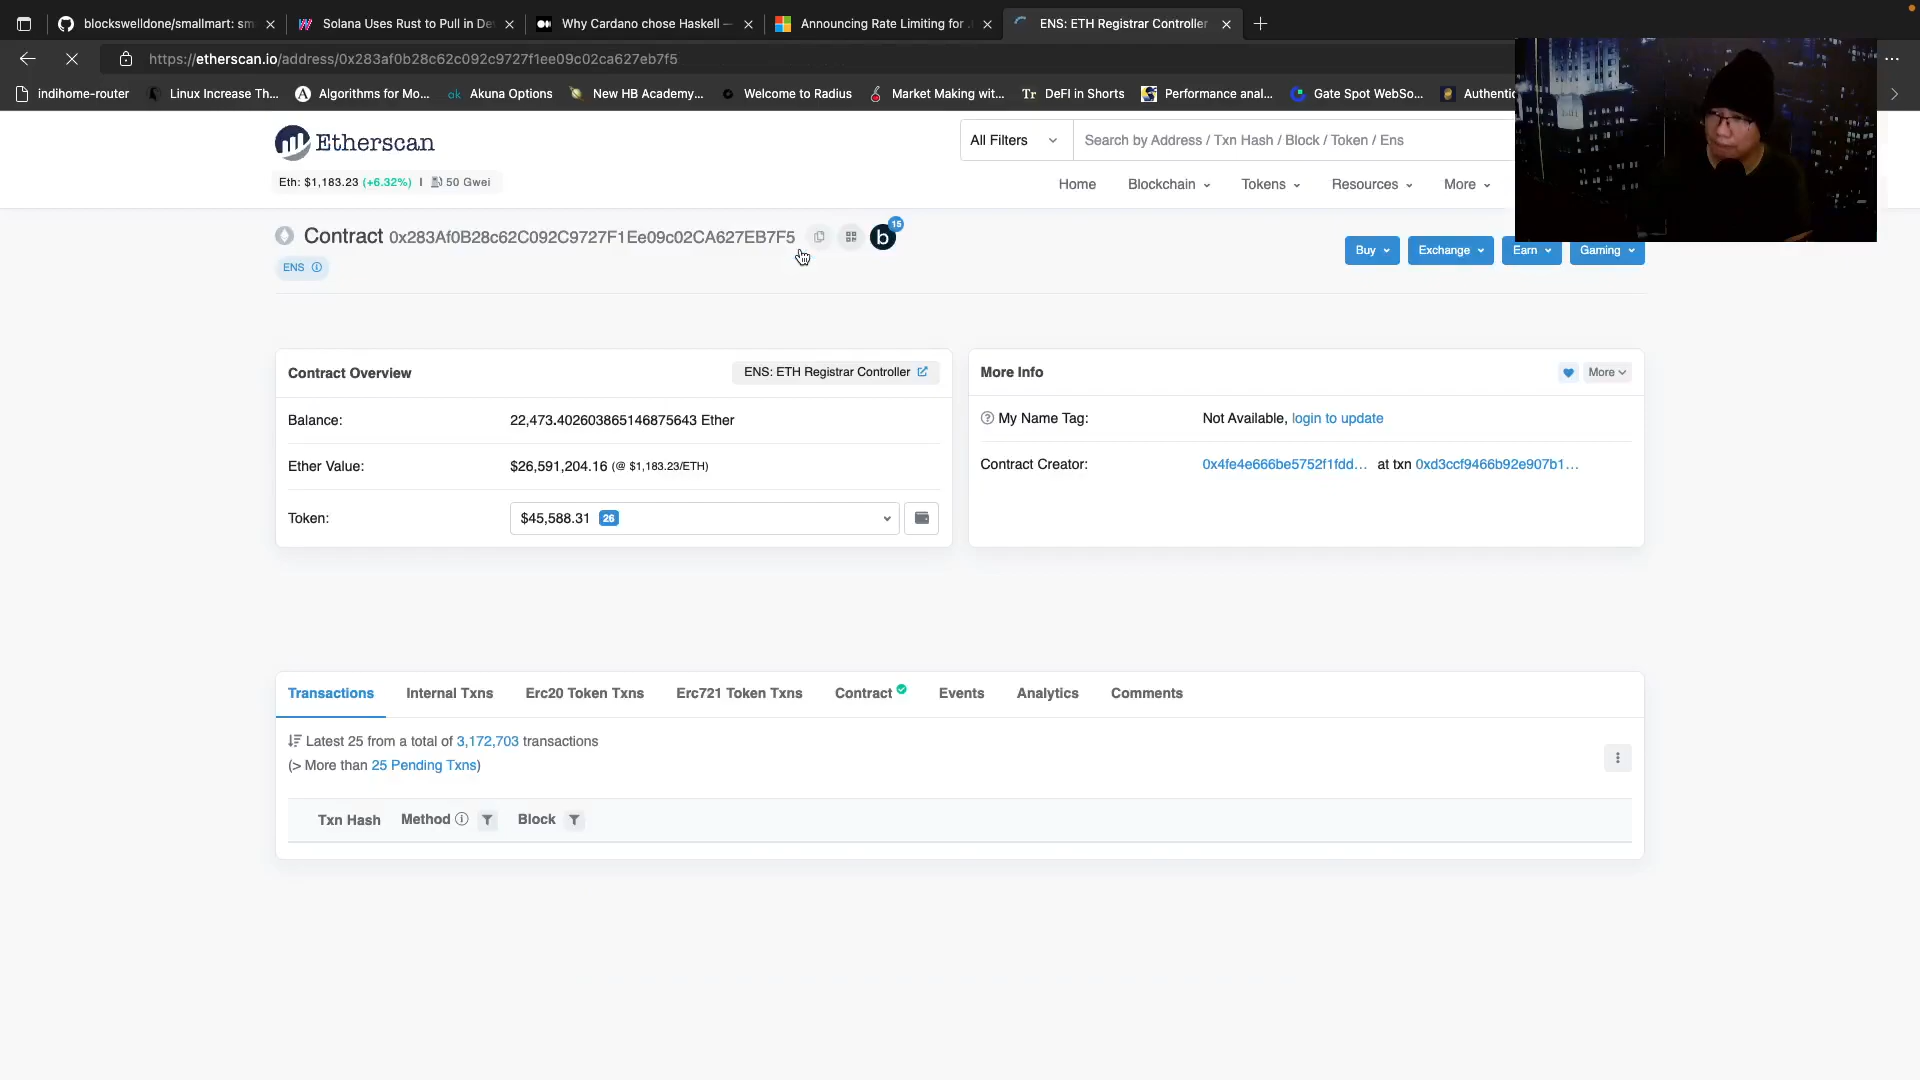 blockswelldone/smallmart: sm
Solana Uses Rust to Pull in De
Why Cardano chose Haskell —
Announcing Rate Limiting for .
ENS: ETH Registrar Controller
https://etherscan.io/address/0x283af0b28c62c092c9727f1ee09c02ca627eb7f5
indihome-router
Linux Increase Th...
Algorithms for Mo...
Akuna Options
New HB Academy,...
Welcome to Radius
Market Making wit...
DeFI in Shorts
Performance anal...
Gate Spot WebSo...
Authentic
Etherscan
All Filters
Search by Address / Txn Hash / Block / Token / Ens
Eth: $1,183.23 (+6.32%) | 50 Gwei
Home
Blockchain
Tokens
Resources
More
Contract 0x283Af0B28c62C092C9727F1Ee09c02CA627EB7F5
b
15
ENS
Buy
Exchange
Earn
Gaming
Contract Overview
ENS: ETH Registrar Controller
Balance:
22,473.402603865146875643 Ether
Ether Value:
$26,591,204.16 (@ $1,183.23/ETH)
Token:
$45,588.31 26
More Info
More
My Name Tag:
Not Available, login to update
Contract Creator:
0x4fe4e666be5752f1fdd... at txn 0xd3ccf9466b92e907b1...
Transactions
Internal Txns
Erc20 Token Txns
Erc721 Token Txns
Contract
Events
Analytics
Comments
Latest 25 from a total of 3,172,703 transactions
(> More than 25 Pending Txns)
Txn Hash
Method
Block